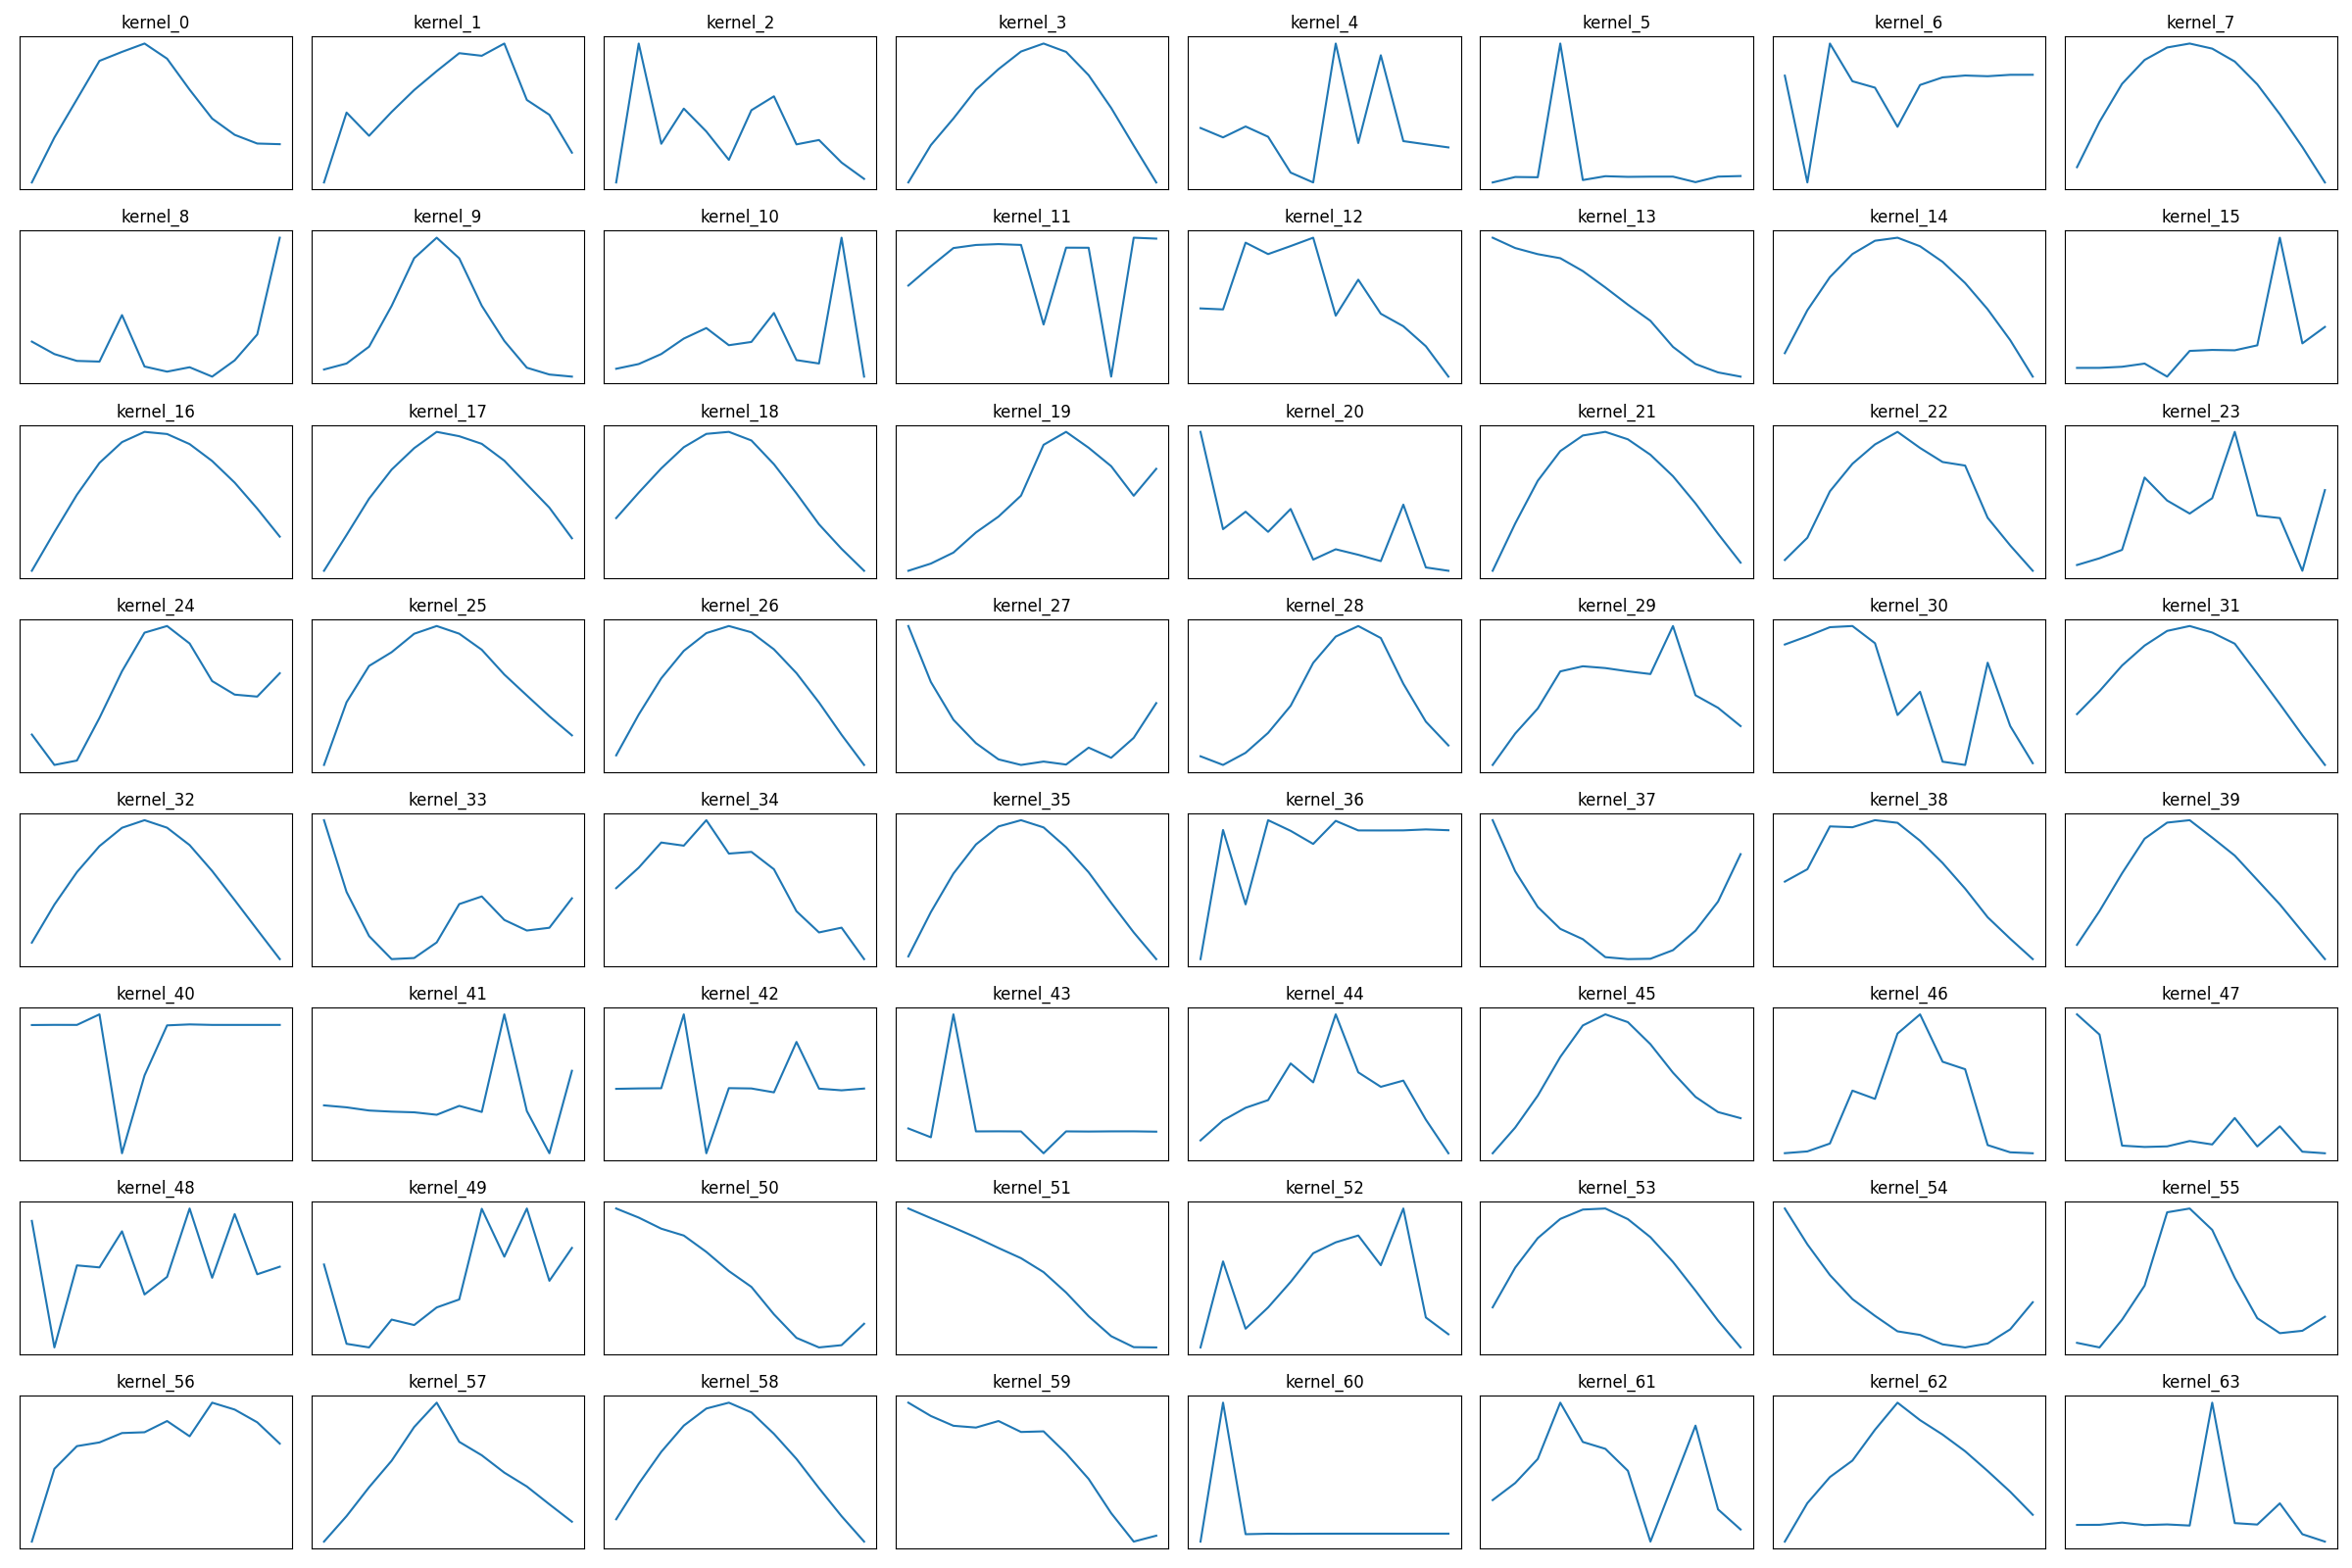 kernel_0 kernel_1 kernel_2 kernel_3 kernel_4 kernel_5 kernel_6 kernel_7
kernel_8 kernel_9 kernel_10 kernel_11 kernel_12 kernel_13 kernel_14 kernel_15
kernel_16 kernel_17 kernel_18 kernel_19 kernel_20 kernel_21 kernel_22 kernel_23
kernel_24 kernel_25 kernel_26 kernel_27 kernel_28 kernel_29 kernel_30 kernel_31
kernel_32 kernel_33 kernel_34 kernel_35 kernel_36 kernel_37 kernel_38 kernel_39
kernel_40 kernel_41 kernel_42 kernel_43 kernel_44 kernel_45 kernel_46 kernel_47
kernel_48 kernel_49 kernel_50 kernel_51 kernel_52 kernel_53 kernel_54 kernel_55
kernel_56 kernel_57 kernel_58 kernel_59 kernel_60 kernel_61 kernel_62 kernel_63